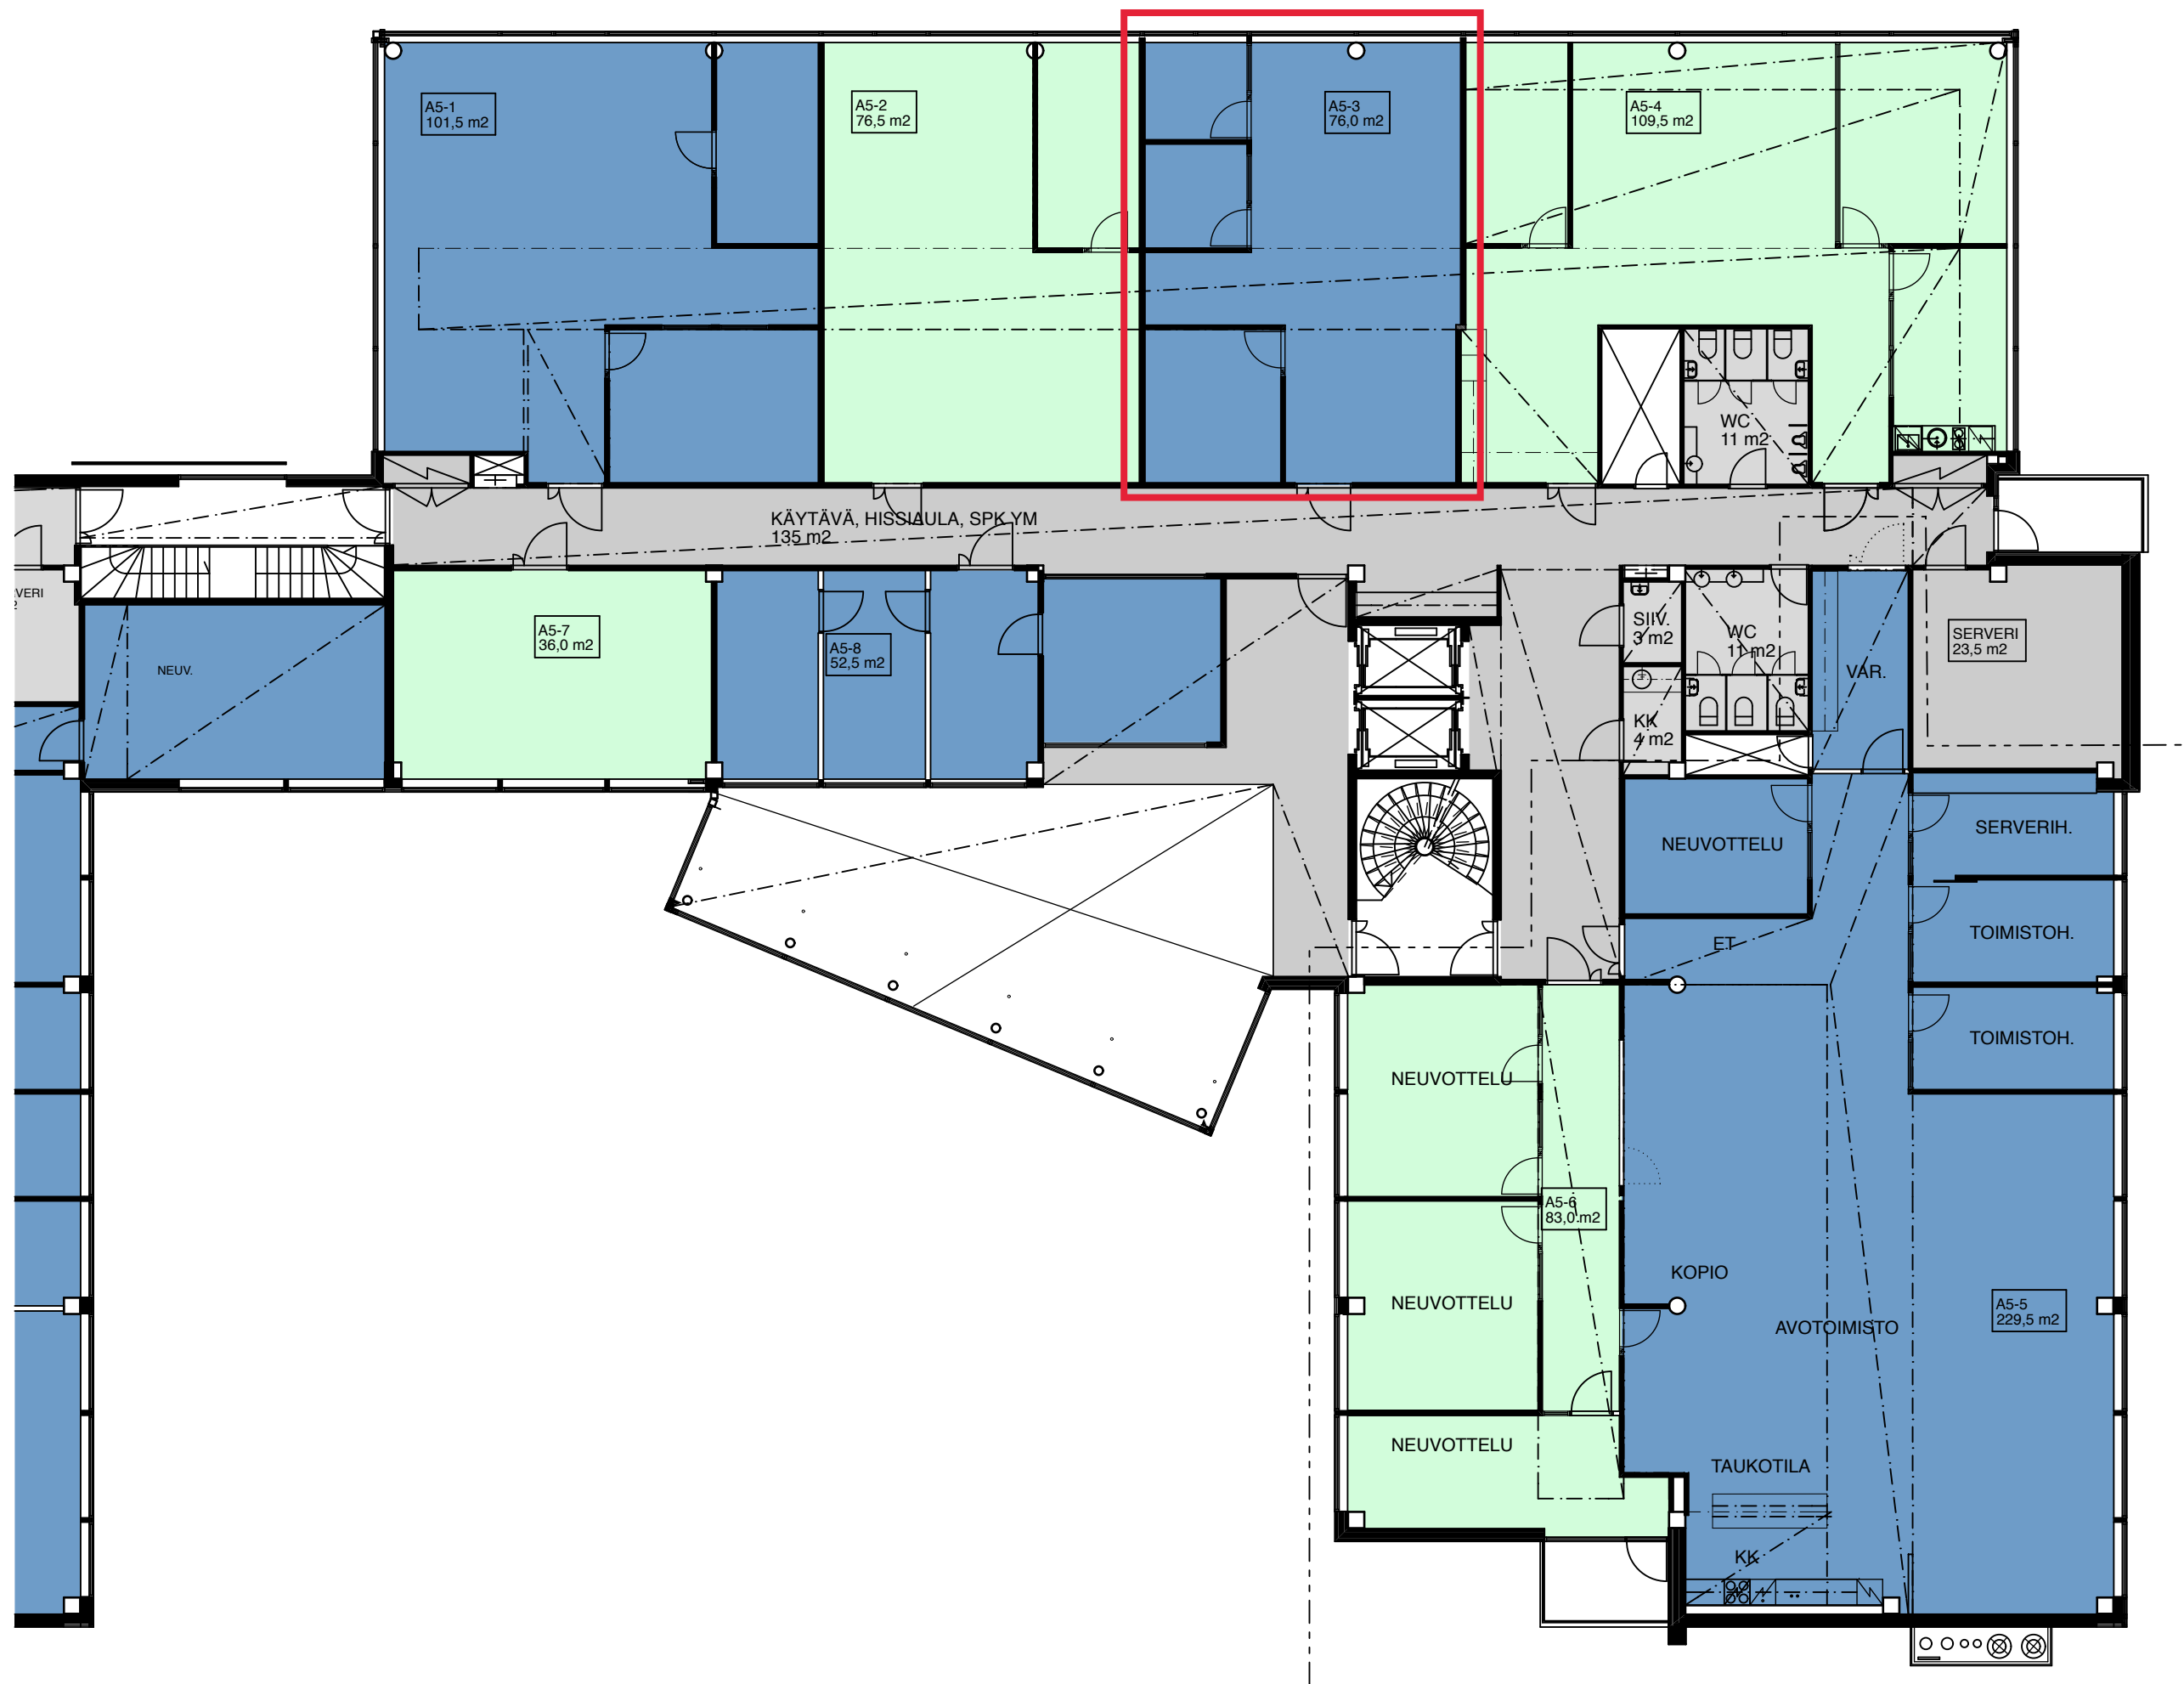 A5-1
101,5 m2
A5-2
76,5 m2
A5-3
76,0 m2
A5-4
109,5 m2
WC
11 m2
KÄYTÄVÄ, HISSIAULA, SPK YM
135 m2
VERI
NEUV.
A5-7
36,0 m2
A5-8
52,5 m2
SIIV.
3 m2
WC
11 m2
VAR.
SERVERI
23,5 m2
KK
4 m2
NEUVOTTELU
SERVERIH.
ET
TOIMISTOH.
TOIMISTOH.
NEUVOTTELU
A5-6
83,0 m2
KOPIO
NEUVOTTELU
AVOTOIMISTO
A5-5
229,5 m2
NEUVOTTELU
TAUKOTILA
KK